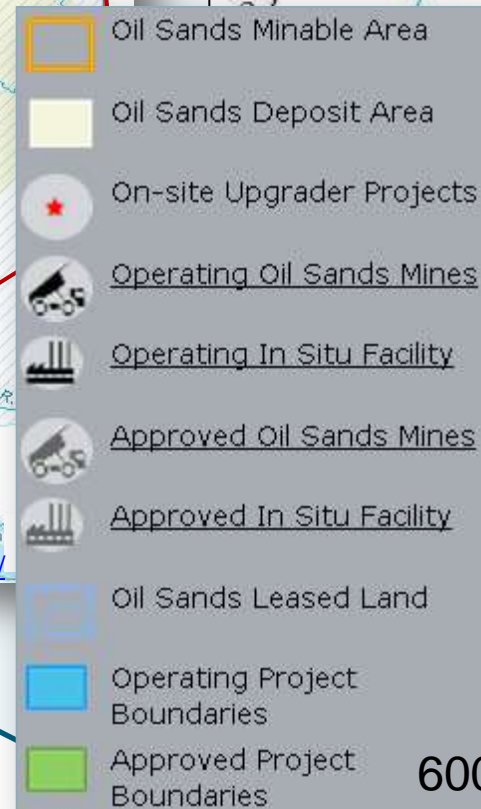 Oil Sands Minable Area
Oil Sands Deposit Area
On-site Upgrader Projects
Operating Oil Sands Mines
Operating In Situ Facility
Approved Oil Sands Mines
Approved In Situ Facility
Oil Sands Leased Land
Operating Project
Boundaries
Approved Project
Boundaries
600